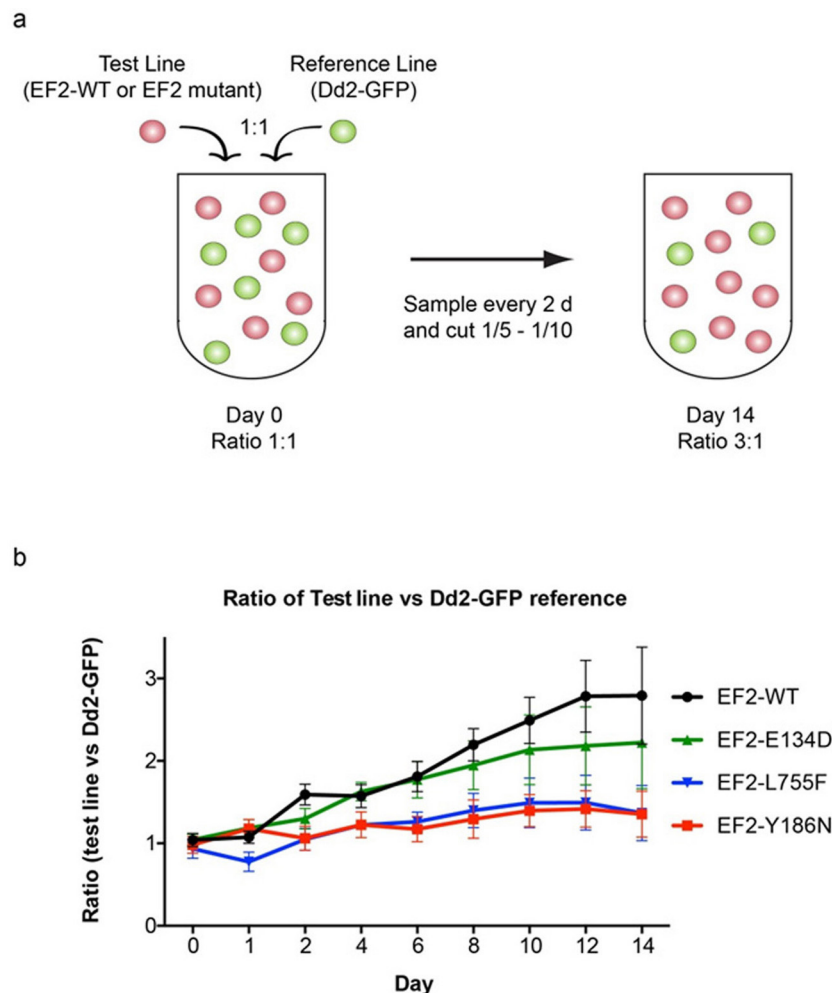 a
Test Line
(EF2-WT or EF2 mutant)
Reference Line
(Dd2-GFP)
1:1
Sample every 2 d
and cut 1/5 - 1/10
Day 0
Ratio 1:1
Day 14
Ratio 3:1
b
Ratio of Test line vs Dd2-GFP reference
Ratio (test line vs Dd2-GFP)
3
2
1
0
0 1 2 4 6 8 10 12 14
Day
EF2-WT
EF2-E134D
EF2-L755F
EF2-Y186N